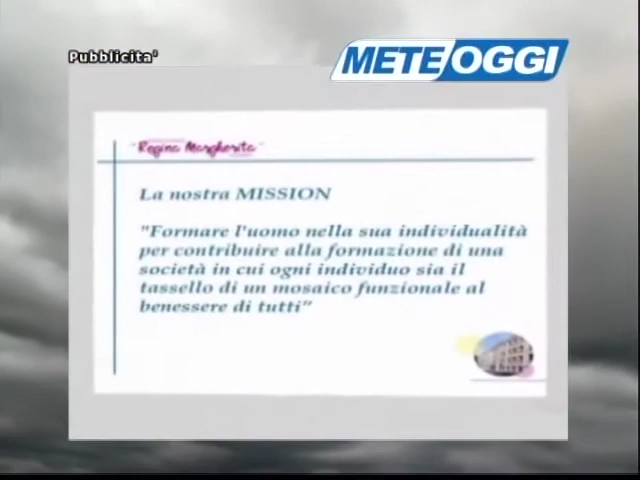 Pubblicita'
METEOGGI
"Regina Margherita"
La nostra MISSION
"Formare l'uomo nella sua individualità
per contribuire alla formazione di una
società in cui ogni individuo sia il
tassello di un mosaico funzionale al
benessere di tutti"